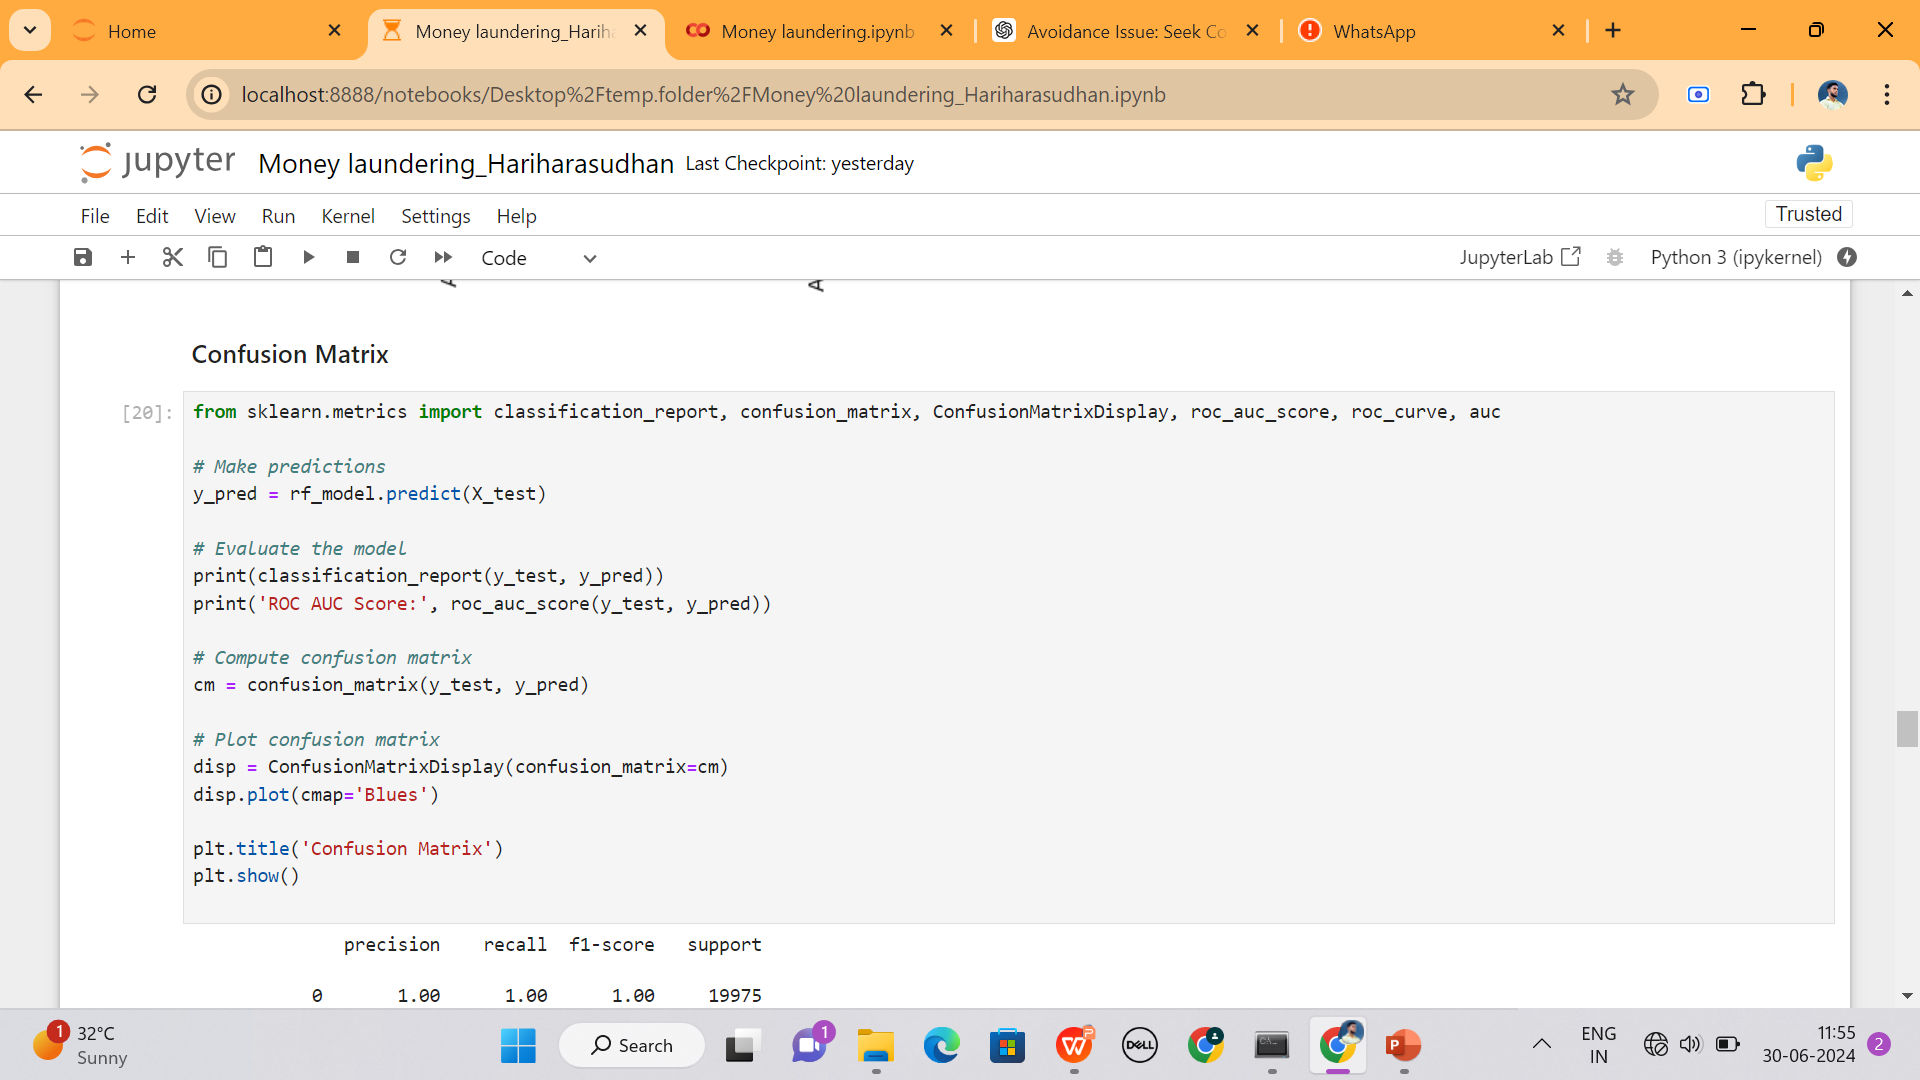 Home
Money laundering_Hariha
Money laundering.ipynb
Avoidance Issue: Seek Co
WhatsApp
localhost:8888/notebooks/Desktop%2Ftemp.folder%2FMoney%20laundering_Hariharasudhan.ipynb
jupyter Money laundering_Hariharasudhan Last Checkpoint: yesterday
File Edit View Run Kernel Settings Help
Trusted
Code
JupyterLab
Python 3 (ipykernel)
Confusion Matrix
[20]:
from sklearn.metrics import classification_report, confusion_matrix, ConfusionMatrixDisplay, roc_auc_score, roc_curve, auc
# Make predictions
y_pred = rf_model.predict(X_test)
# Evaluate the model
print(classification_report(y_test, y_pred))
print('ROC AUC Score:', roc_auc_score(y_test, y_pred))
# Compute confusion matrix
cm = confusion_matrix(y_test, y_pred)
# Plot confusion matrix
disp = ConfusionMatrixDisplay(confusion_matrix=cm)
disp.plot(cmap='Blues')
plt.title('Confusion Matrix')
plt.show()
precision recall f1-score support
0 1.00 1.00 1.00 19975
1
32°C
Sunny
Search
1
DELL
ENG
IN
11:55
30-06-2024
2